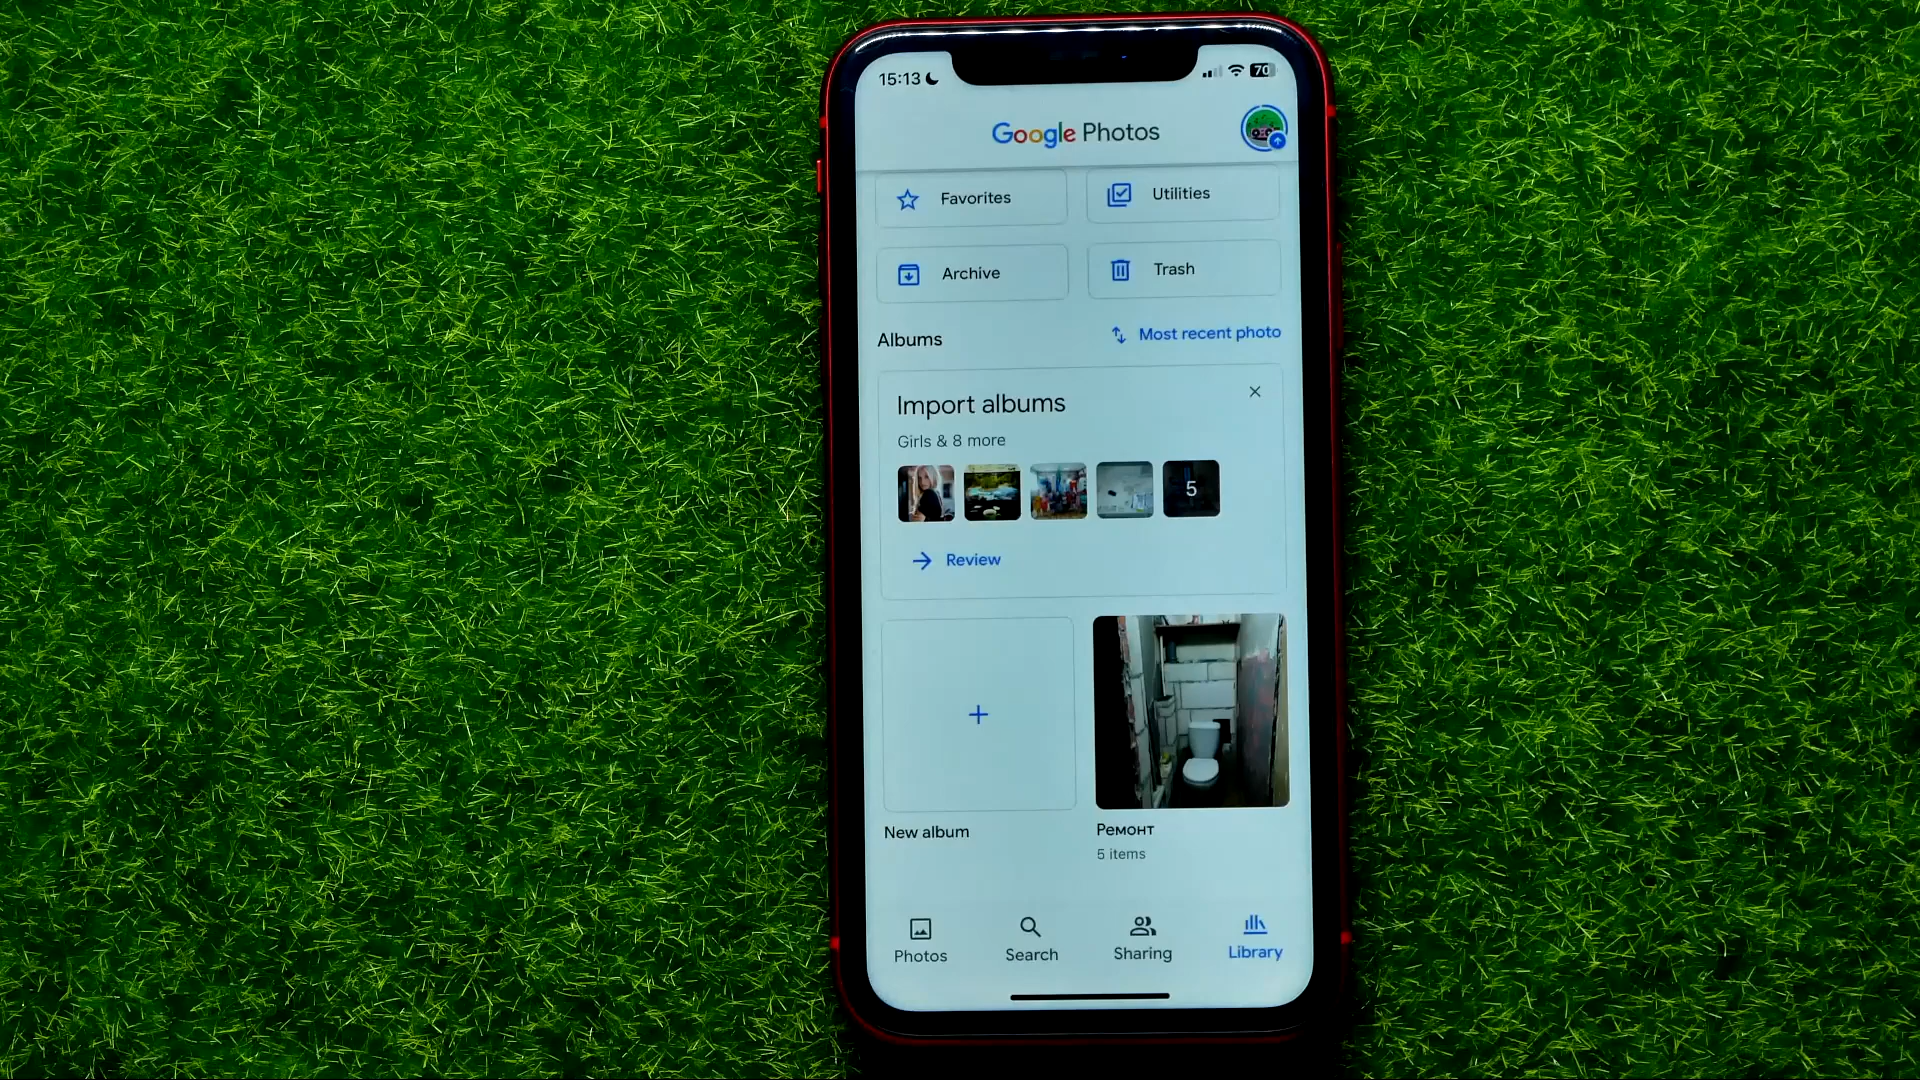 15:13
70
Google Photos
Favorites
Utilities
Archive
Trash
Albums
Most recent photo
Import albums
Girls & 8 more
5
Review
New album
Ремонт
5 items
Photos
Search
Sharing
Library